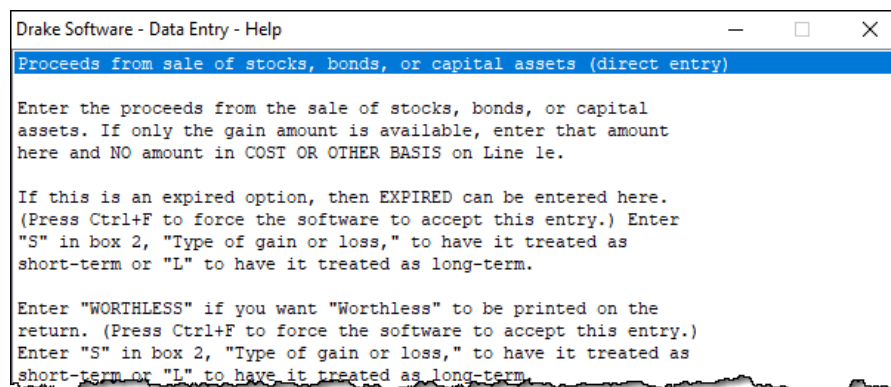 Drake Software - Data Entry - Help
Proceeds from sale of stocks, bonds, or capital assets (direct entry)
Enter the proceeds from the sale of stocks, bonds, or capital
assets. If only the gain amount is available, enter that amount
here and NO amount in COST OR OTHER BASIS on Line 1e.
If this is an expired option, then EXPIRED can be entered here.
(Press Ctrl+F to force the software to accept this entry.) Enter
"S" in box 2, "Type of gain or loss," to have it treated as
short-term or "L" to have it treated as long-term.
Enter "WORTHLESS" if you want "Worthless" to be printed on the
return. (Press Ctrl+F to force the software to accept this entry.)
Enter "S" in box 2, "Type of gain or loss," to have it treated as
short-term or "L" to have it treated as long-term.